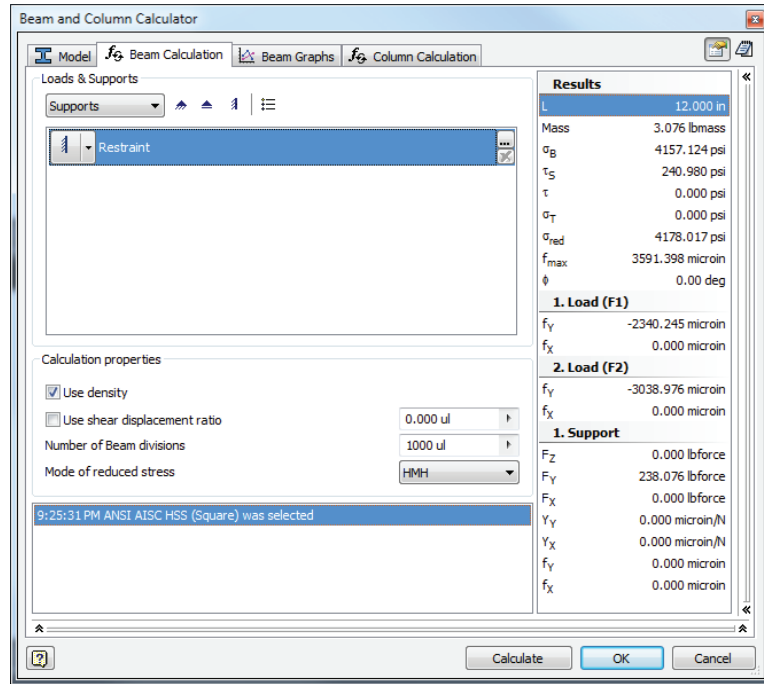 Beam and Column Calculator
Model
Beam Calculation
Beam Graphs
Column Calculation
Loads & Supports
Supports
Restraint
...
Calculation properties
Use density
Use shear displacement ratio 0.000 ul
Number of Beam divisions 1000 ul
Mode of reduced stress HMH
9:25:31 PM ANSI AISC HSS (Square) was selected
Results
L 12.000 in
Mass 3.076 lbmass
σB 4157.124 psi
τS 240.980 psi
τ 0.000 psi
σT 0.000 psi
σred 4178.017 psi
fmax 3591.398 microin
ϕ 0.00 deg
1. Load (F1)
fY -2340.245 microin
fX 0.000 microin
2. Load (F2)
fY -3038.976 microin
fX 0.000 microin
1. Support
FZ 0.000 lbforce
FY 238.076 lbforce
FX 0.000 lbforce
YY 0.000 microin/N
YX 0.000 microin/N
fY 0.000 microin
fX 0.000 microin
?
Calculate
OK
Cancel